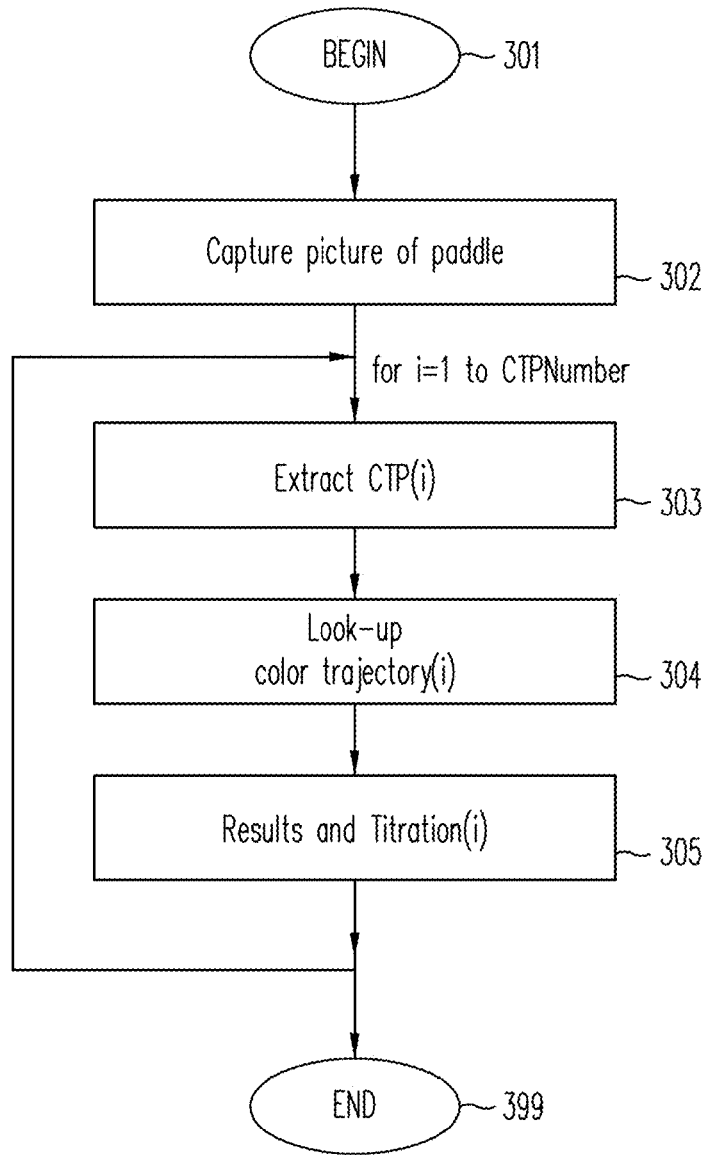 BEGIN
301
Capture picture of paddle
302
for i=1 to CTPNumber
Extract CTP(i)
303
Look-up
color trajectory(i)
304
Results and Titration(i)
305
END
399